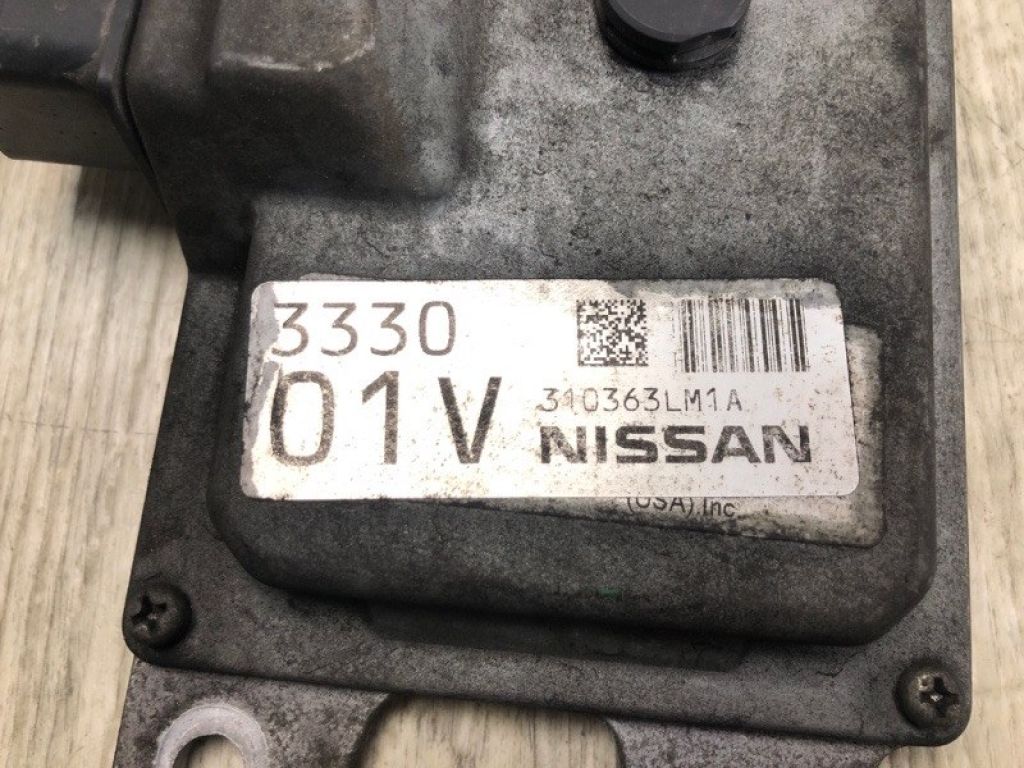 3330
01V
310363LM1A
NISSAN
(USA), Inc